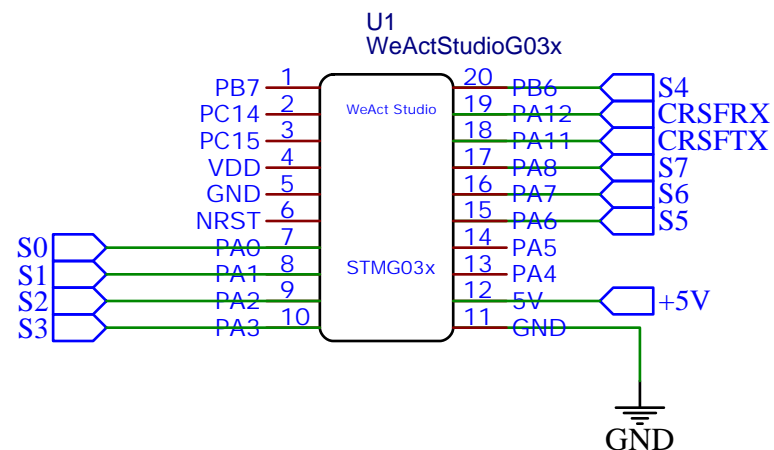 U1
WeActStudioG03x
PB7 1 20 PB6 S4
PC14 2 WeAct Studio 19 PA12 CRSFRX
PC15 3 18 PA11 CRSFTX
VDD 4 17 PA8 S7
GND 5 16 PA7 S6
NRST 6 15 PA6 S5
S0 PA0 7 14 PA5
S1 PA1 8 STMG03x 13 PA4
S2 PA2 9 12 5V +5V
S3 PA3 10 11 GND
GND